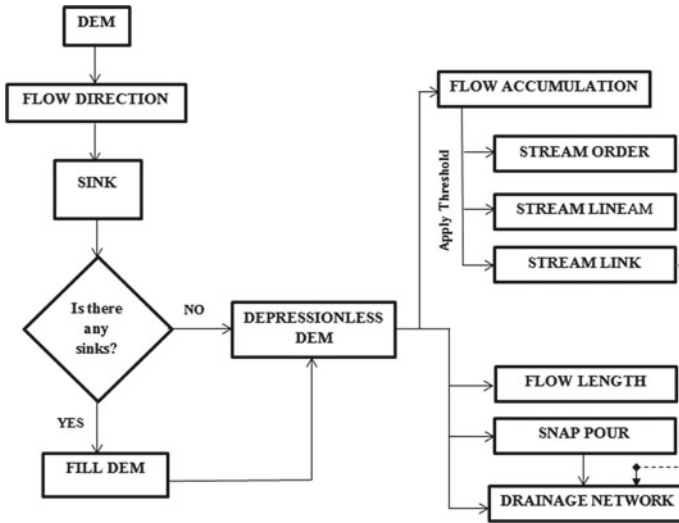 DEM
FLOW DIRECTION
SINK
Is there
any
sinks?
NO
YES
FILL DEM
DEPRESSIONLESS
DEM
FLOW ACCUMULATION
Apply Threshold
STREAM ORDER
STREAM LINEAM
STREAM LINK
FLOW LENGTH
SNAP POUR
DRAINAGE NETWORK